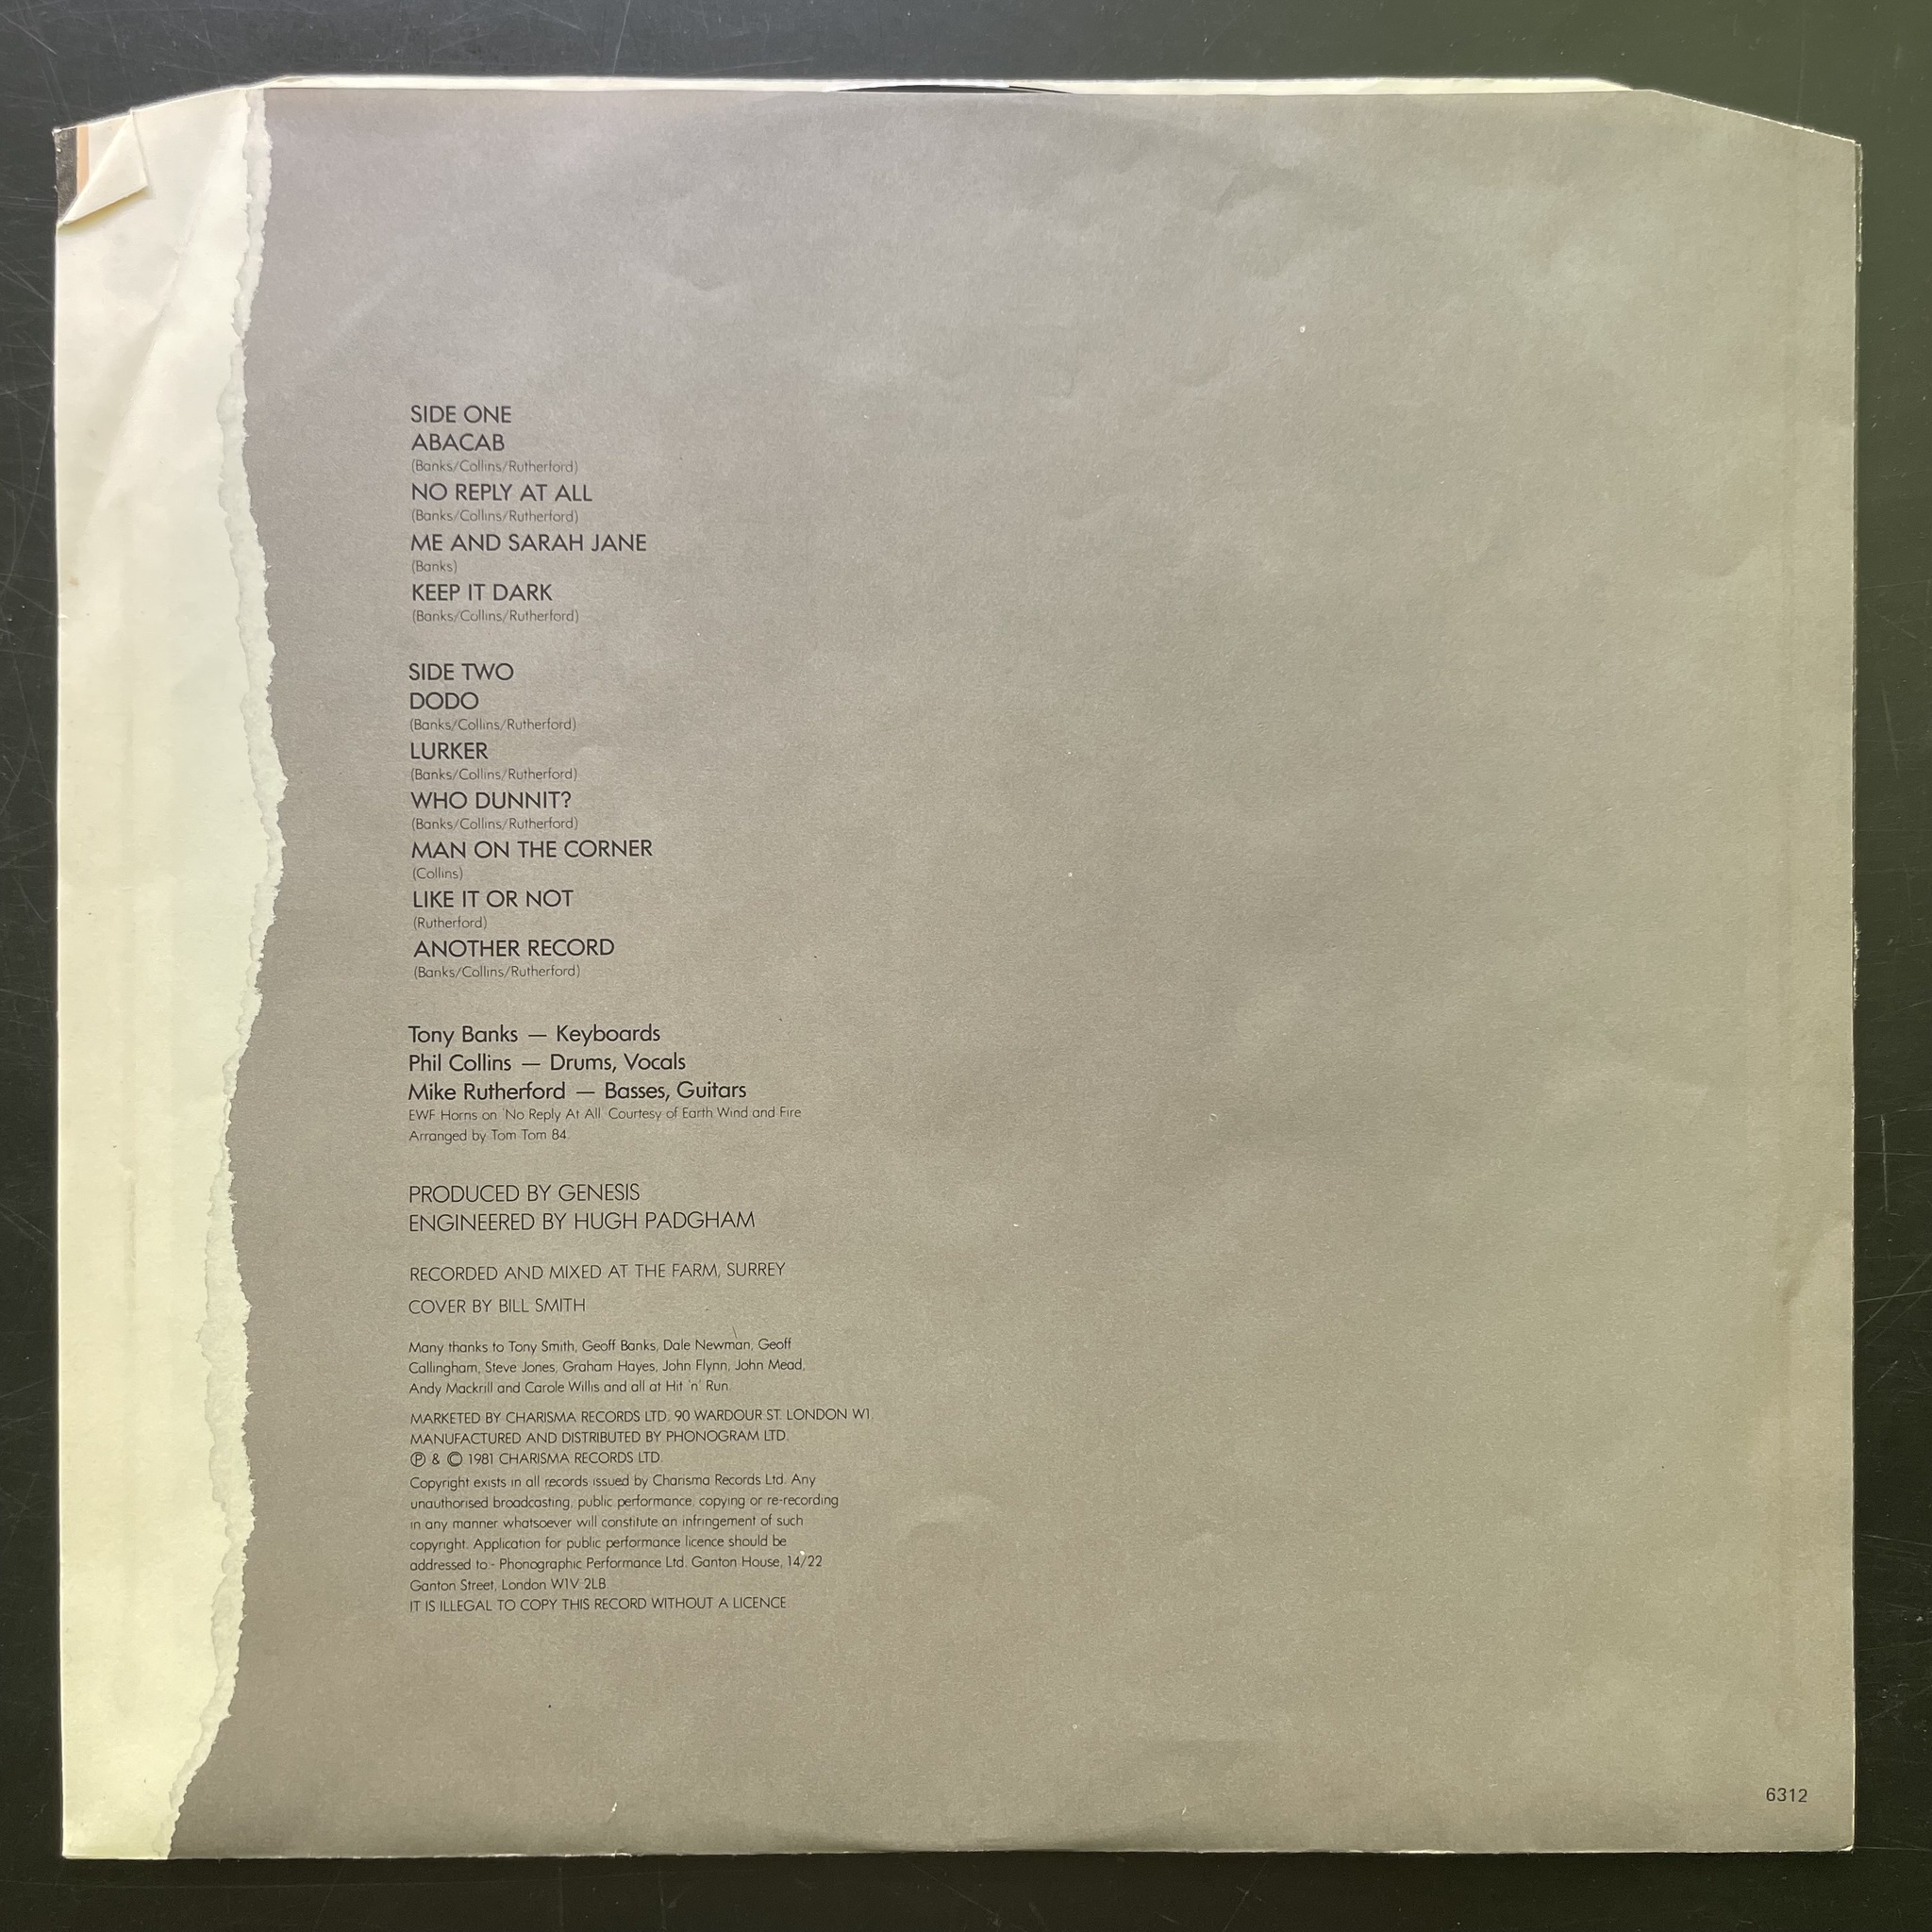 SIDE ONE
ABACAB
(Banks/Collins/Rutherford)
NO REPLY AT ALL
(Banks/Collins/Rutherford)
ME AND SARAH JANE
(Banks)
KEEP IT DARK
(Banks/Collins/Rutherford)
SIDE TWO
DODO
(Banks/Collins/Rutherford)
LURKER
(Banks/Collins/Rutherford)
WHO DUNNIT?
(Banks/Collins/Rutherford)
MAN ON THE CORNER
(Collins)
LIKE IT OR NOT
(Rutherford)
ANOTHER RECORD
(Banks/Collins/Rutherford)
Tony Banks — Keyboards
Phil Collins — Drums, Vocals
Mike Rutherford — Basses, Guitars
EWF Horns on 'No Reply At All' Courtesy of Earth Wind and Fire
Arranged by Tom Tom 84.
PRODUCED BY GENESIS
ENGINEERED BY HUGH PADGHAM
RECORDED AND MIXED AT THE FARM, SURREY
COVER BY BILL SMITH
Many thanks to Tony Smith, Geoff Banks, Dale Newman, Geoff
Callingham, Steve Jones, Graham Hayes, John Flynn, John Mead,
Andy Mackrill and Carole Willis and all at Hit 'n' Run.
MARKETED BY CHARISMA RECORDS LTD. 90 WARDOUR ST. LONDON W1.
MANUFACTURED AND DISTRIBUTED BY PHONOGRAM LTD.
℗ & © 1981 CHARISMA RECORDS LTD.
Copyright exists in all records issued by Charisma Records Ltd. Any
unauthorised broadcasting, public performance, copying or re-recording
in any manner whatsoever will constitute an infringement of such
copyright. Application for public performance licence should be
addressed to:- Phonographic Performance Ltd. Ganton House, 14/22
Ganton Street, London W1V 2LB
IT IS ILLEGAL TO COPY THIS RECORD WITHOUT A LICENCE
6312